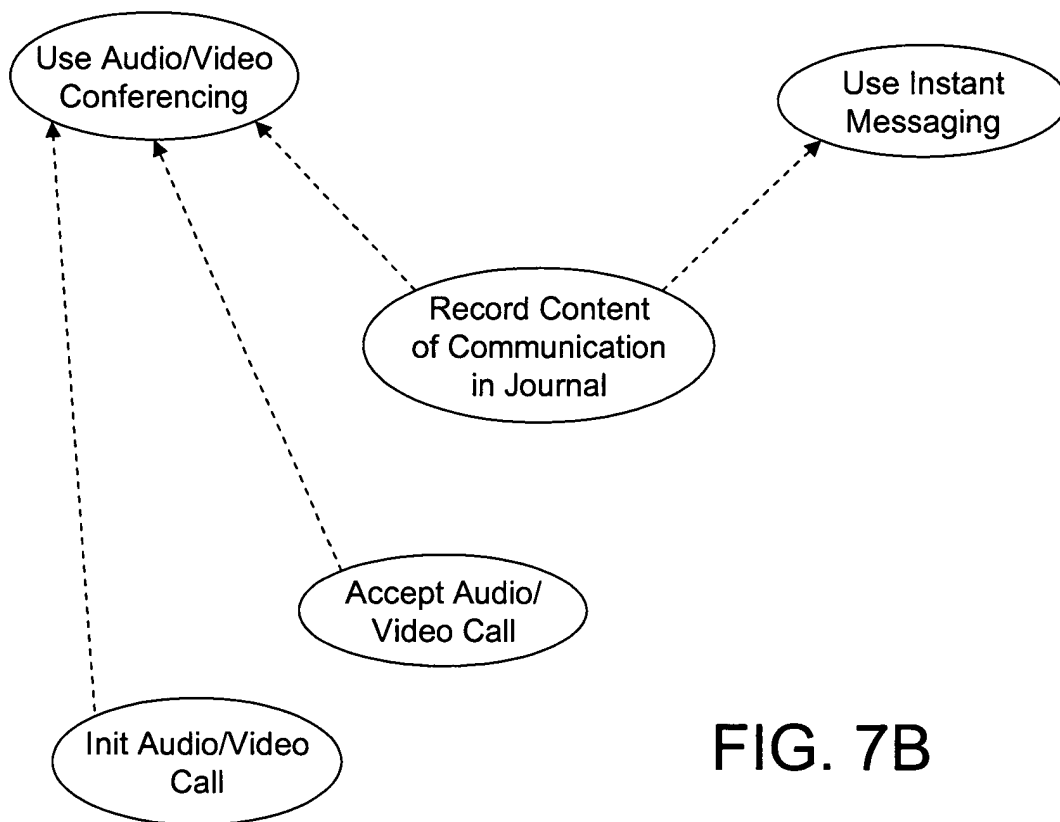 Use Audio/Video
Conferencing
Use Instant
Messaging
Record Content
of Communication
in Journal
Accept Audio/
Video Call
Init Audio/Video
Call
FIG. 7B